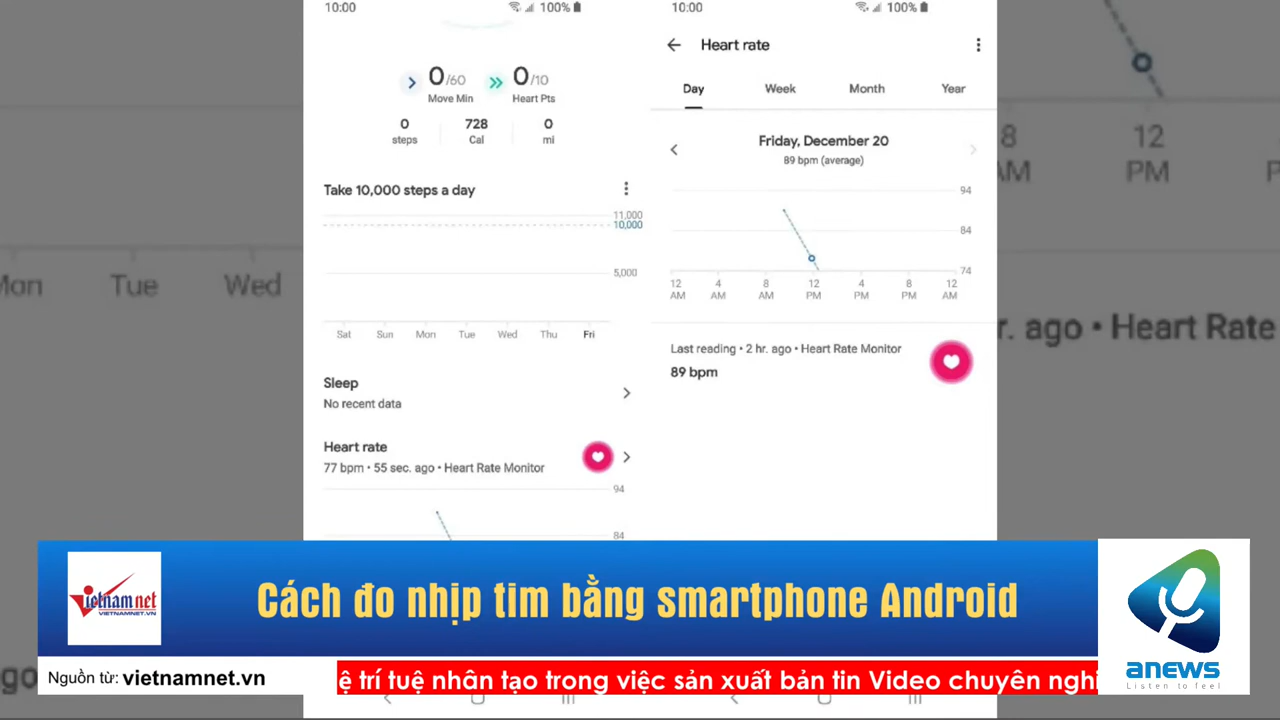 10:00
100%
0/60
Move Min
0/10
Heart Pts
0
steps
728
Cal
0
mi
Take 10,000 steps a day
11,000
10,000
5,000
Sat Sun Mon Tue Wed Thu Fri
Sleep
No recent data
Heart rate
77 bpm • 55 sec. ago • Heart Rate Monitor
94
84
10:00
100%
Heart rate
Day Week Month Year
Friday, December 20
89 bpm (average)
94
84
74
12 AM 4 AM 8 AM 12 PM 4 PM 8 PM 12 AM
Last reading • 2 hr. ago • Heart Rate Monitor
89 bpm
Mon Tue Wed
8 AM
12 PM
r. ago • Heart Rate
ago
vietnamnet
VIETNAMNET.VN
Cách đo nhịp tim bằng smartphone Android
Nguồn từ: vietnamnet.vn
ệ trí tuệ nhân tạo trong việc sản xuất bản tin Video chuyên nghi
anews
Listen to feel